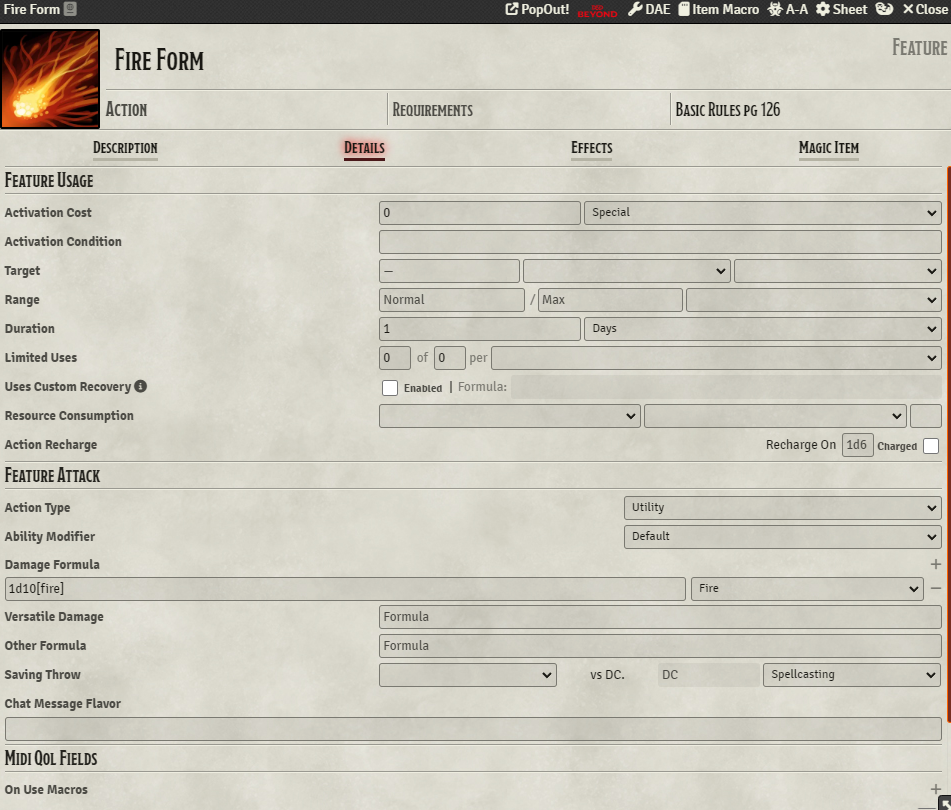 Fire Form PopOut! BEYOND DAE Item Macro A-A Sheet Close
Fire Form
Feature
Action Requirements Basic Rules pg 126
Description Details Effects Magic Item
Feature Usage
Activation Cost 0 Special
Activation Condition
Target —
Range Normal / Max
Duration 1 Days
Limited Uses 0 of 0 per
Uses Custom Recovery Enabled | Formula:
Resource Consumption
Action Recharge Recharge On 1d6 Charged
Feature Attack
Action Type Utility
Ability Modifier Default
Damage Formula +
1d10[fire] Fire −
Versatile Damage Formula
Other Formula Formula
Saving Throw vs DC. DC Spellcasting
Chat Message Flavor
Midi Qol Fields
On Use Macros +